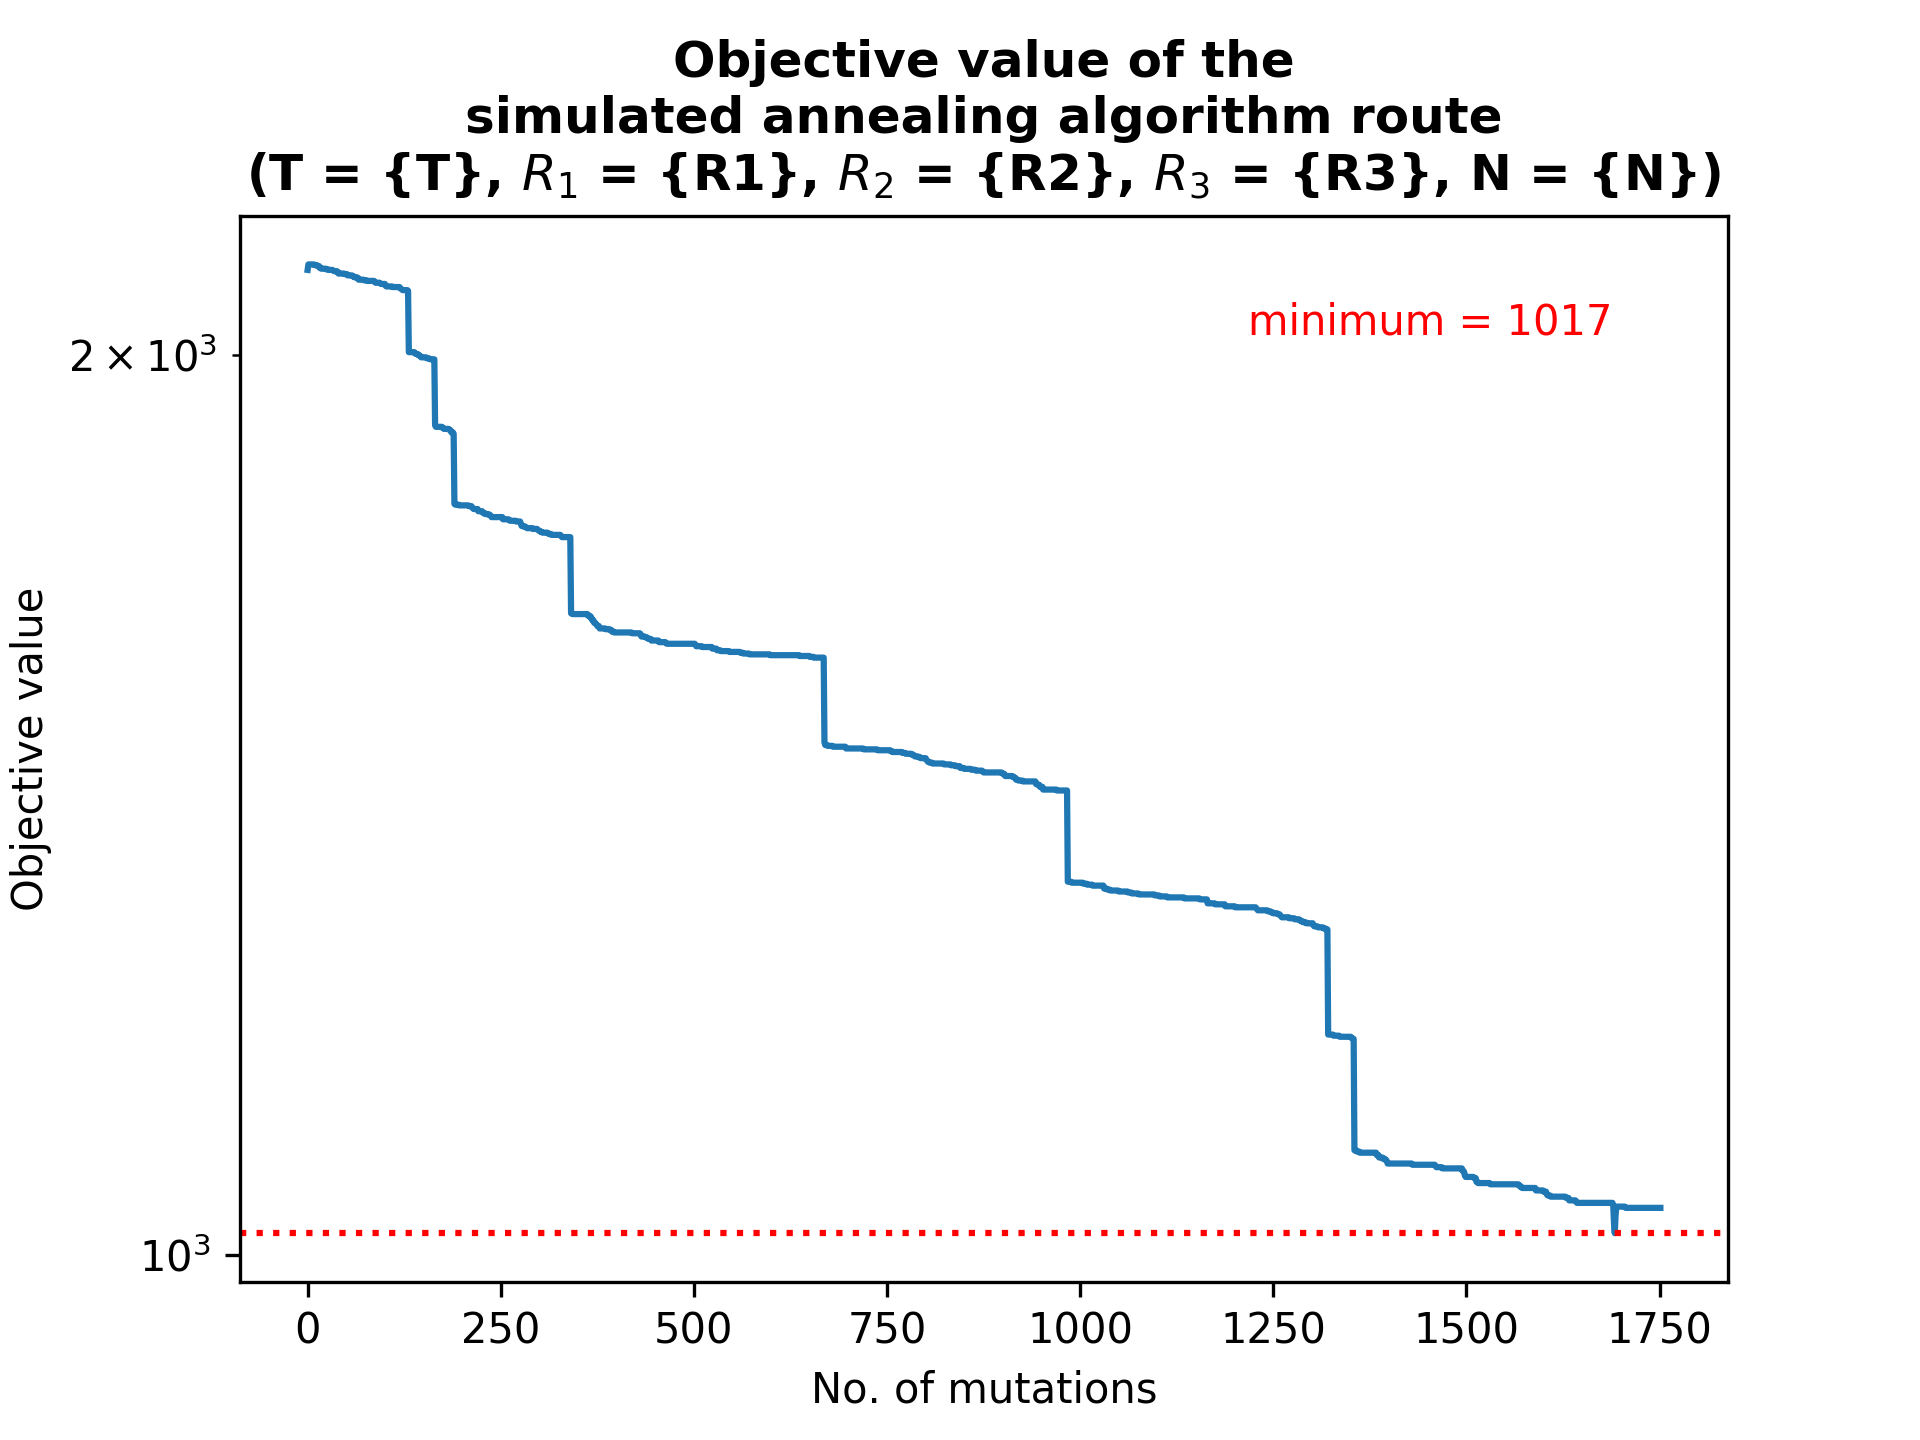 Objective value of the
simulated annealing algorithm route
(T = {T}, R₁ = {R1}, R₂ = {R2}, R₃ = {R3}, N = {N})
minimum = 1017
2 × 10³
10³
Objective value
0 250 500 750 1000 1250 1500 1750
No. of mutations